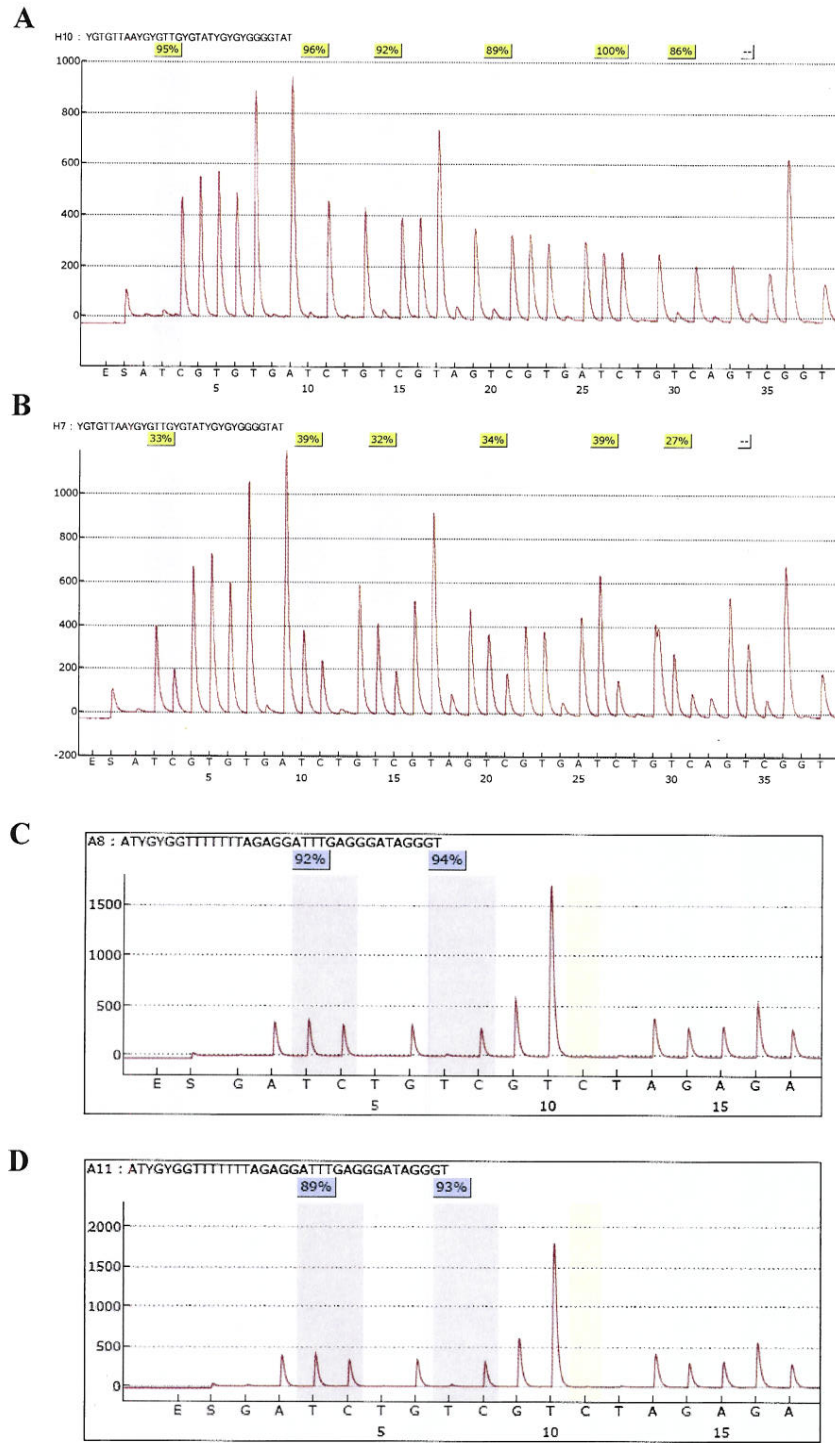 A
H10 : YGTGTTAAYGYGTTGYGTATYGYGYGGGGTAT
95% 96% 92% 89% 100% 86% --
1000
800
600
400
200
0
E S A T C G T G T G A T C T G T C G T A G T C G T G A T C T G T C A G T C G G T
5 10 15 20 25 30 35
B
H7 : YGTGTTAAYGYGTTGYGTATYGYGYGGGGTAT
33% 39% 32% 34% 39% 27% --
1000
800
600
400
200
0
-200
E S A T C G T G T G A T C T G T C G T A G T C G T G A T C T G T C A G T C G G T
5 10 15 20 25 30 35
C
A8 : ATYGYGGTTTTTTTAGAGGATTTGAGGGATAGGGT
92% 94%
1500
1000
500
0
E S G A T C T G T C G T C T A G A G A
5 10 15
D
A11 : ATYGYGGTTTTTTTAGAGGATTTGAGGGATAGGGT
89% 93%
2000
1500
1000
500
0
E S G A T C T G T C G T C T A G A G A
5 10 15